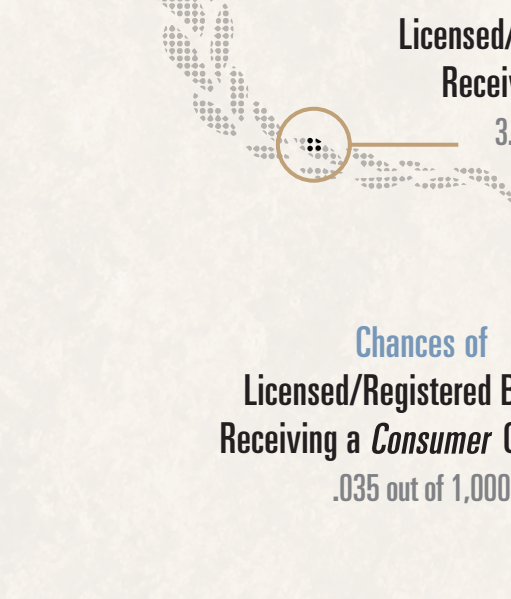 Licensed/
Receiv
3.
Chances of
Licensed/Registered B
Receiving a Consumer C
.035 out of 1,000